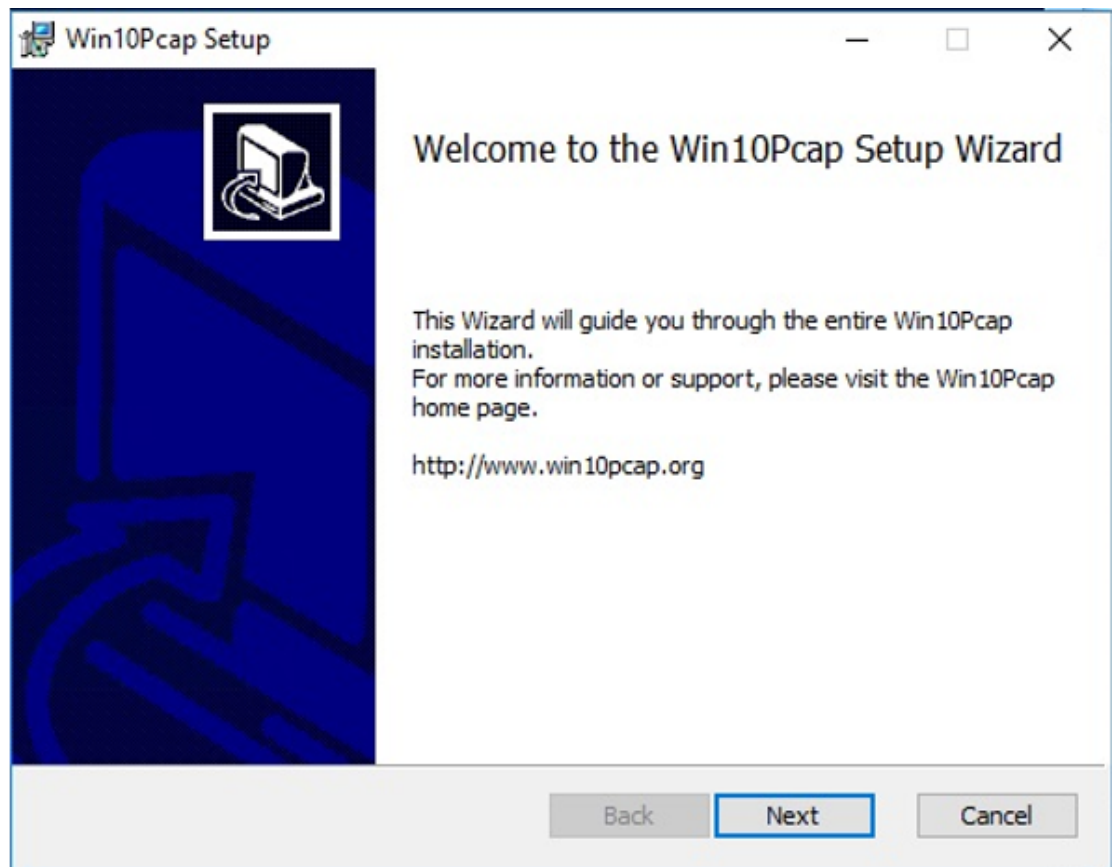 Win10Pcap Setup
Welcome to the Win10Pcap Setup Wizard
This Wizard will guide you through the entire Win10Pcap
installation.
For more information or support, please visit the Win10Pcap
home page.
http://www.win10pcap.org
Back
Next
Cancel